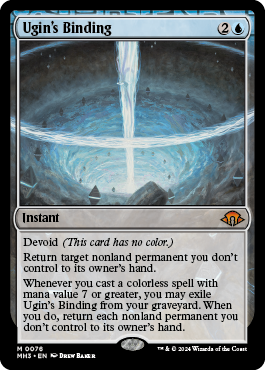 Ugin's Binding 2
Instant
Devoid (This card has no color.)
Return target nonland permanent you don't
control to its owner's hand.
Whenever you cast a colorless spell with
mana value 7 or greater, you may exile
Ugin's Binding from your graveyard. When
you do, return each nonland permanent you
don't control to its owner's hand.
M 0076
MH3 • EN Drew Baker
™ & © 2024 Wizards of the Coast